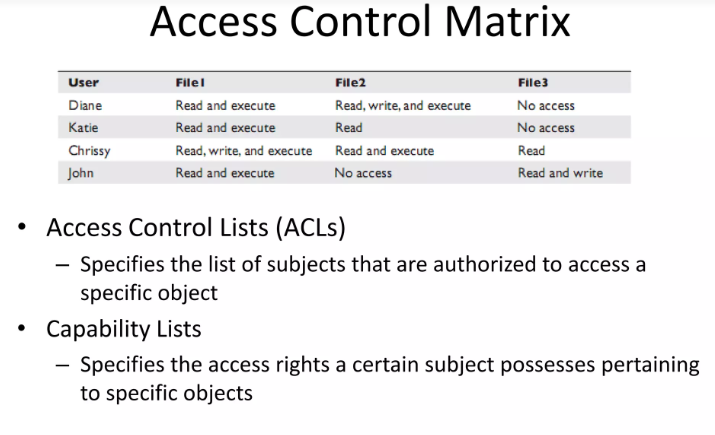 Access Control Matrix
User File1 File2 File3
Diane Read and execute Read, write, and execute No access
Katie Read and execute Read No access
Chrissy Read, write, and execute Read and execute Read
John Read and execute No access Read and write
• Access Control Lists (ACLs)
– Specifies the list of subjects that are authorized to access a
specific object
• Capability Lists
– Specifies the access rights a certain subject possesses pertaining
to specific objects